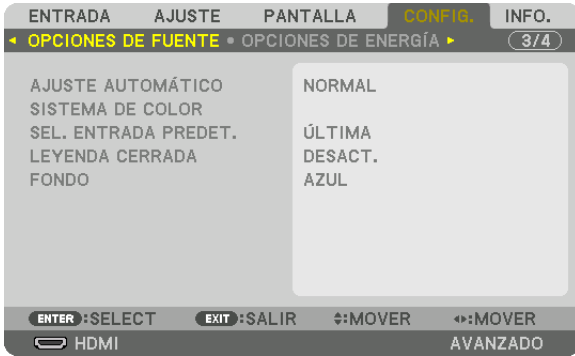 ENTRADA AJUSTE PANTALLA CONFIG. INFO.
◂ OPCIONES DE FUENTE • OPCIONES DE ENERGÍA ▸ 3/4
AJUSTE AUTOMÁTICO NORMAL
SISTEMA DE COLOR
SEL. ENTRADA PREDET. ÚLTIMA
LEYENDA CERRADA DESACT.
FONDO AZUL
ENTER :SELECT EXIT :SALIR ♦:MOVER ◂▸:MOVER
HDMI AVANZADO